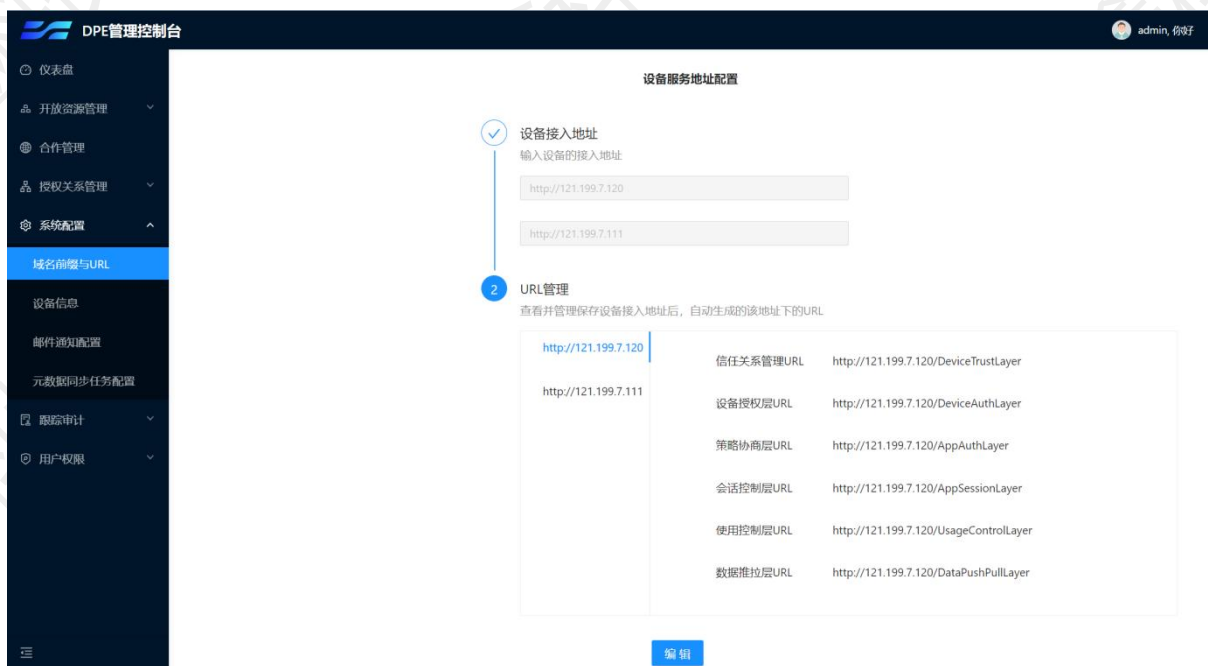 DPE管理控制台
admin, 你好
仪表盘
开放资源管理
合作管理
授权关系管理
系统配置
域名前缀与URL
设备信息
邮件通知配置
元数据同步任务配置
跟踪审计
用户权限
设备服务地址配置
设备接入地址
输入设备的接入地址
http://121.199.7.120
http://121.199.7.111
2
URL管理
查看并管理保存设备接入地址后，自动生成的该地址下的URL
http://121.199.7.120
http://121.199.7.111
信任关系管理URL http://121.199.7.120/DeviceTrustLayer
设备授权层URL http://121.199.7.120/DeviceAuthLayer
策略协商层URL http://121.199.7.120/AppAuthLayer
会话控制层URL http://121.199.7.120/AppSessionLayer
使用控制层URL http://121.199.7.120/UsageControlLayer
数据推拉层URL http://121.199.7.120/DataPushPullLayer
编 辑